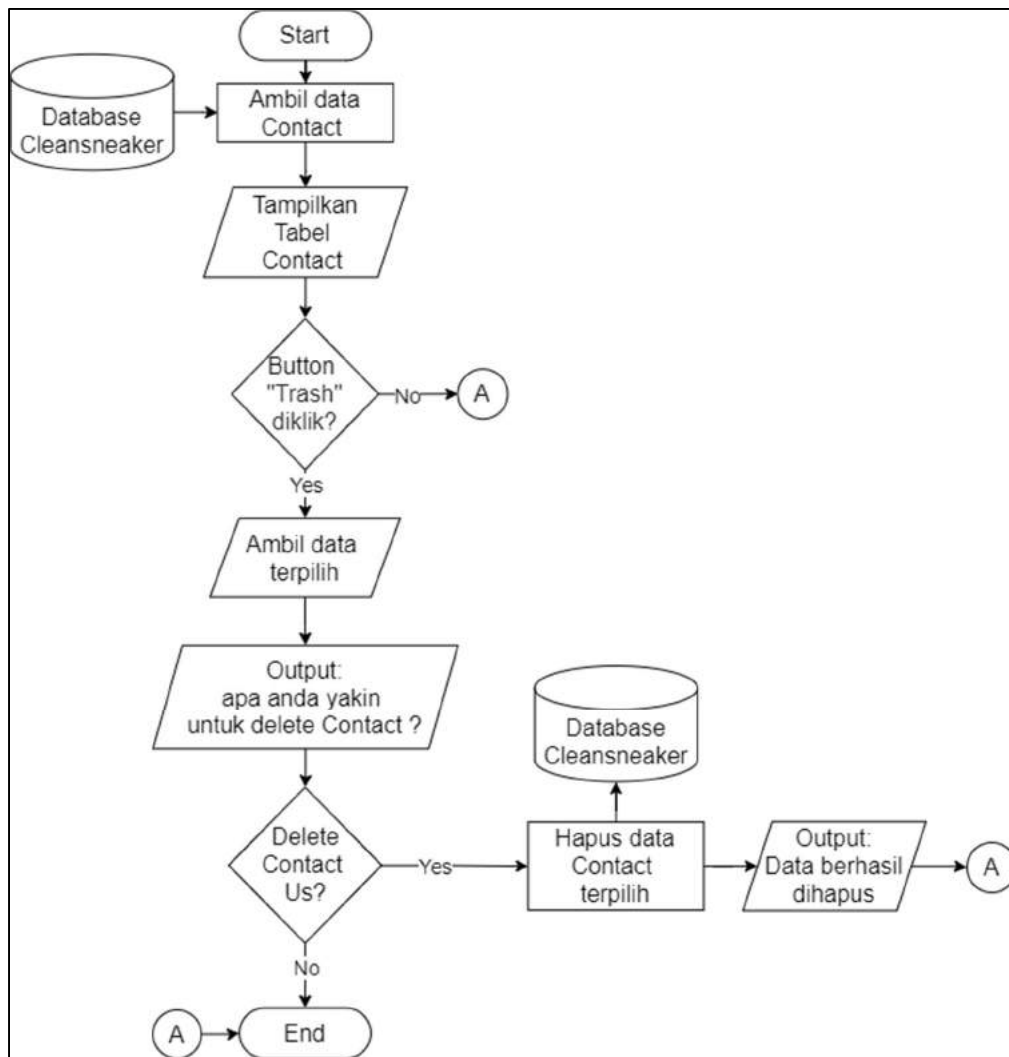 Start
Database
Cleansneaker
Ambil data
Contact
Tampilkan
Tabel
Contact
Button
"Trash"
diklik?
No
A
Yes
Ambil data
terpilih
Output:
apa anda yakin
untuk delete Contact ?
Database
Cleansneaker
Delete
Contact
Us?
Yes
Hapus data
Contact
terpilih
Output:
Data berhasil
dihapus
A
No
A
End